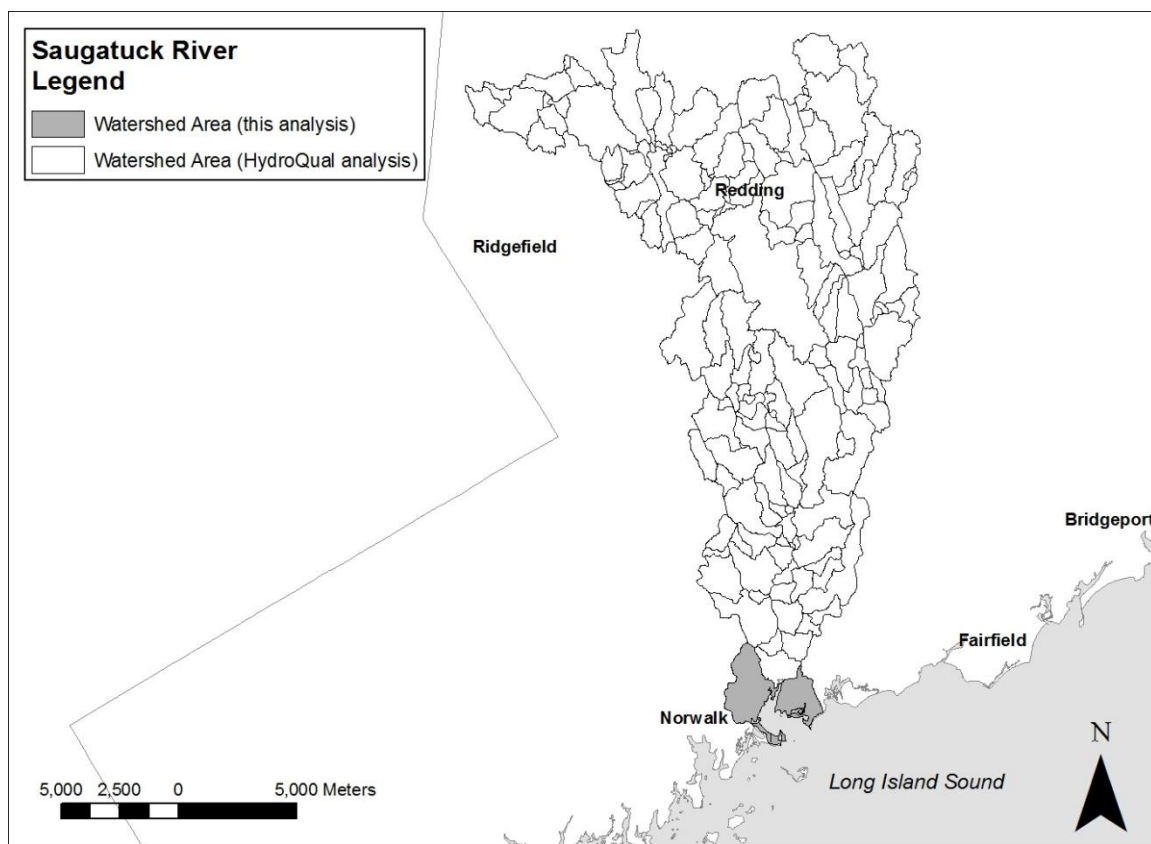 Saugatuck River
Legend
Watershed Area (this analysis)
Watershed Area (HydroQual analysis)
Redding
Ridgefield
Bridgeport
Fairfield
Norwalk
N
Long Island Sound
5,000 2,500 0 5,000 Meters